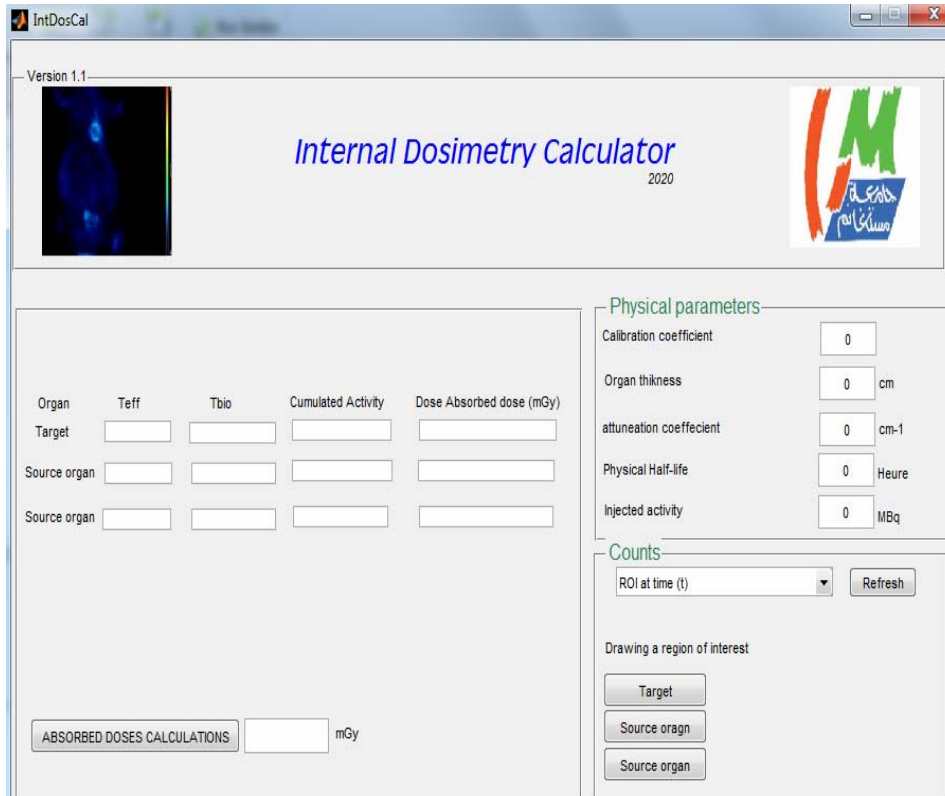 IntDosCal
Version 1.1
Internal Dosimetry Calculator
2020
جامعة
مستغانم
Organ Teff Tbio Cumulated Activity Dose Absorbed dose (mGy)
Target
Source organ
Source organ
ABSORBED DOSES CALCULATIONS mGy
Physical parameters
Calibration coefficient 0
Organ thikness 0 cm
attuneation coeffecient 0 cm-1
Physical Half-life 0 Heure
Injected activity 0 MBq
Counts
ROI at time (t) Refresh
Drawing a region of interest
Target
Source oragn
Source organ